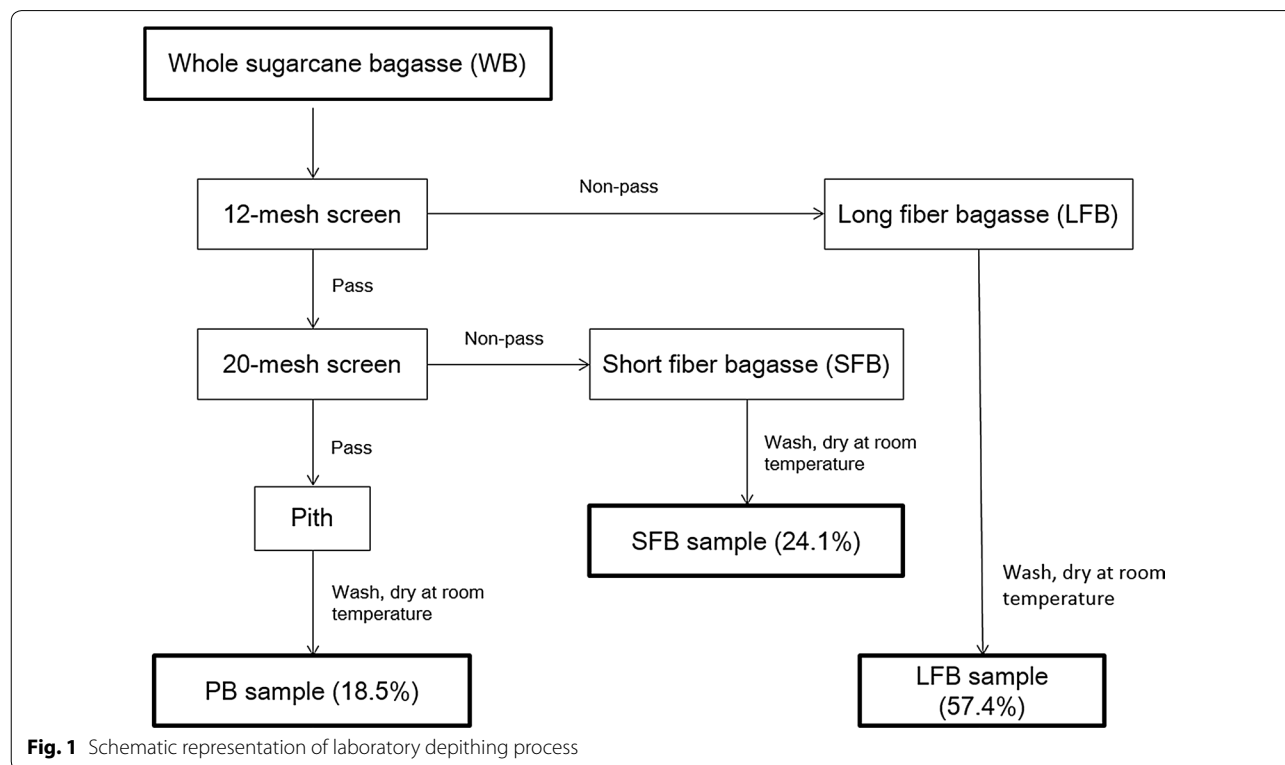 Whole sugarcane bagasse (WB)
Non-pass
12-mesh screen
Long fiber bagasse (LFB)
Pass
Non-pass
20-mesh screen
Short fiber bagasse (SFB)
Pass
Wash, dry at room
temperature
Pith
SFB sample (24.1%)
Wash, dry at room
temperature
Wash, dry at room
temperature
PB sample (18.5%)
LFB sample
(57.4%)
Fig. 1 Schematic representation of laboratory depithing process